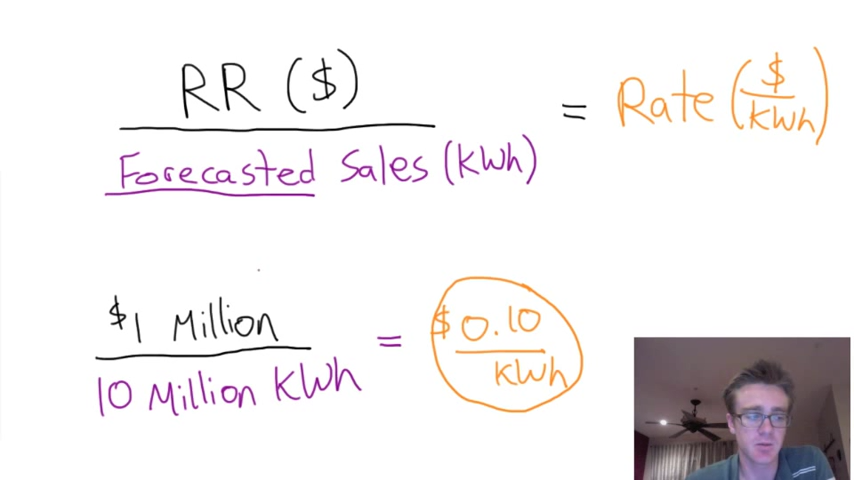 RR ($)
Forecasted Sales (kWh)
= Rate ($/kWh)
$1 Million
10 Million kWh
= $0.10
kWh